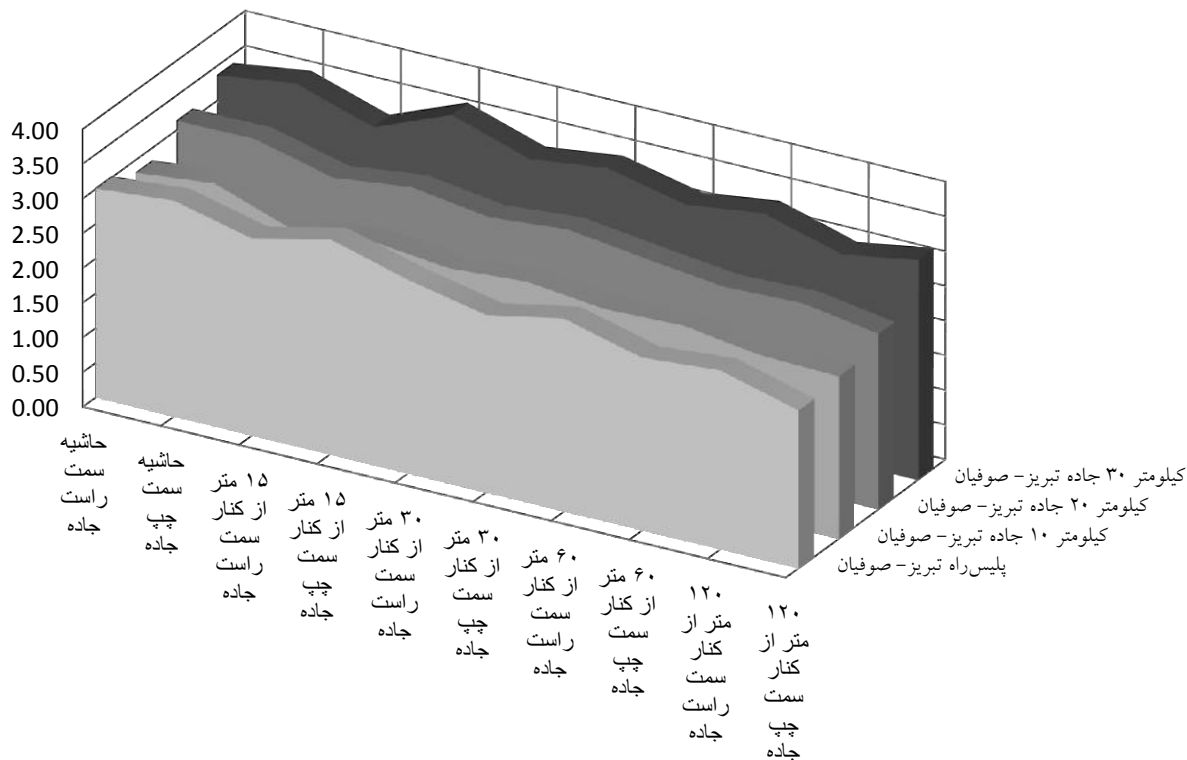 4.00
3.50
3.00
2.50
2.00
1.50
1.00
0.50
0.00
حاشیه
سمت
راست
جاده
حاشیه
سمت
چپ
جاده
۱۵ متر
از کنار
سمت
راست
جاده
۱۵ متر
از کنار
سمت
چپ
جاده
۳۰ متر
از کنار
سمت
راست
جاده
۳۰ متر
از کنار
سمت
چپ
جاده
۶۰ متر
از کنار
سمت
راست
جاده
۶۰ متر
از کنار
سمت
چپ
جاده
۱۲۰
متر از
کنار
سمت
راست
جاده
۱۲۰
متر از
کنار
سمت
چپ
جاده
کیلومتر ۳۰ جاده تبریز- صوفیان
کیلومتر ۲۰ جاده تبریز- صوفیان
کیلومتر ۱۰ جاده تبریز- صوفیان
پلیس‌راه تبریز- صوفیان